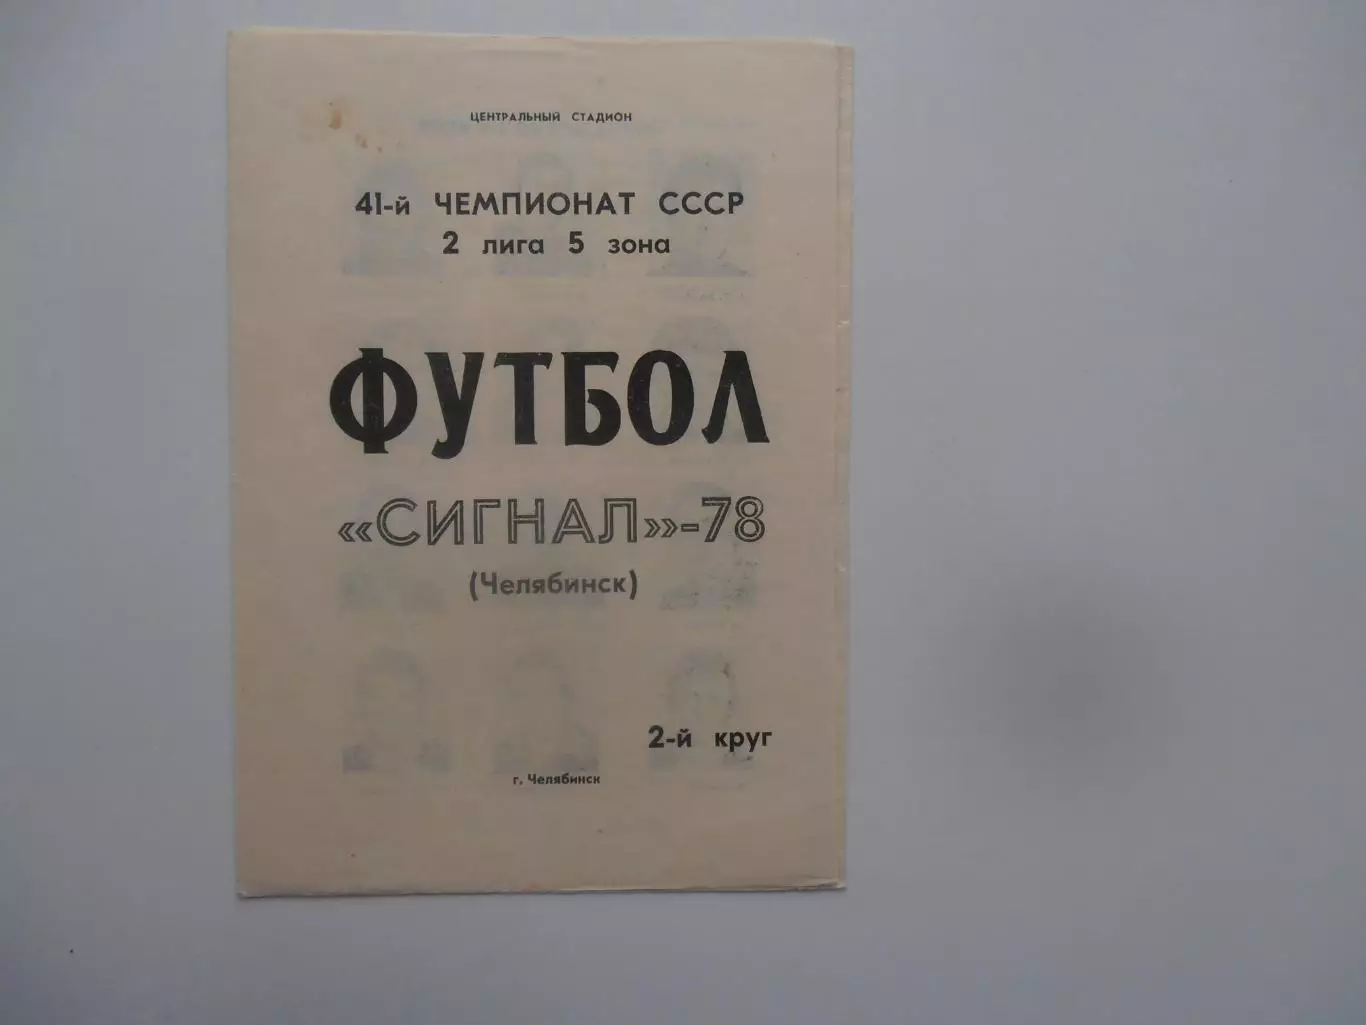 ЦЕНТРАЛЬНЫЙ СТАДИОН
41-й ЧЕМПИОНАТ СССР
2 лига 5 зона
ФУТБОЛ
«СИГНАЛ»-78
(Челябинск)
2-й круг
г. Челябинск